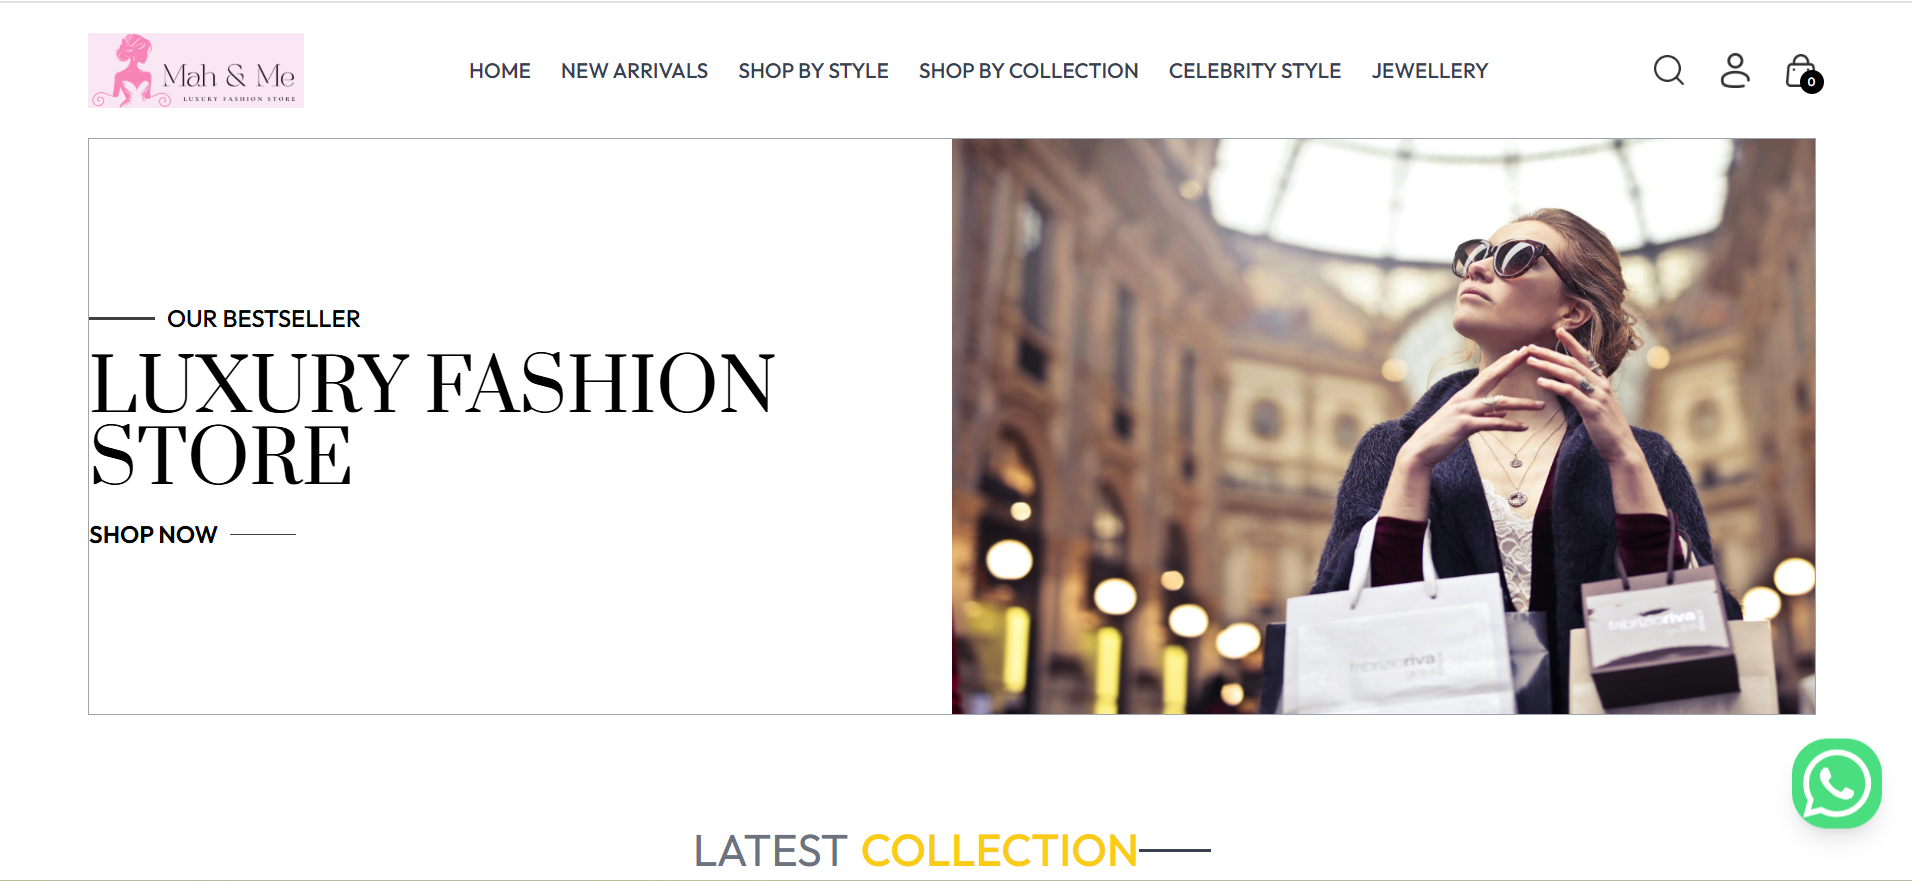 Mah & Me
LUXURY FASHION STORE
HOME NEW ARRIVALS SHOP BY STYLE SHOP BY COLLECTION CELEBRITY STYLE JEWELLERY
0
OUR BESTSELLER
LUXURY FASHION
STORE
SHOP NOW
fabrizioriva
fabrizioriva
LATEST COLLECTION